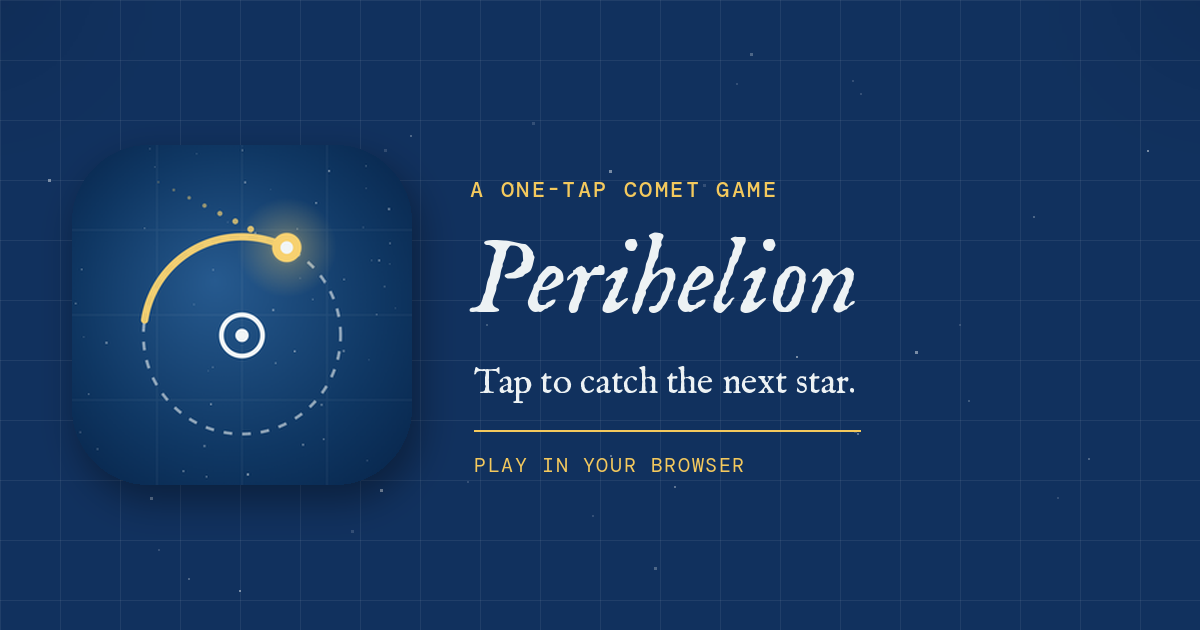 A ONE-TAP COMET GAME
Perihelion
Tap to catch the next star.
PLAY IN YOUR BROWSER